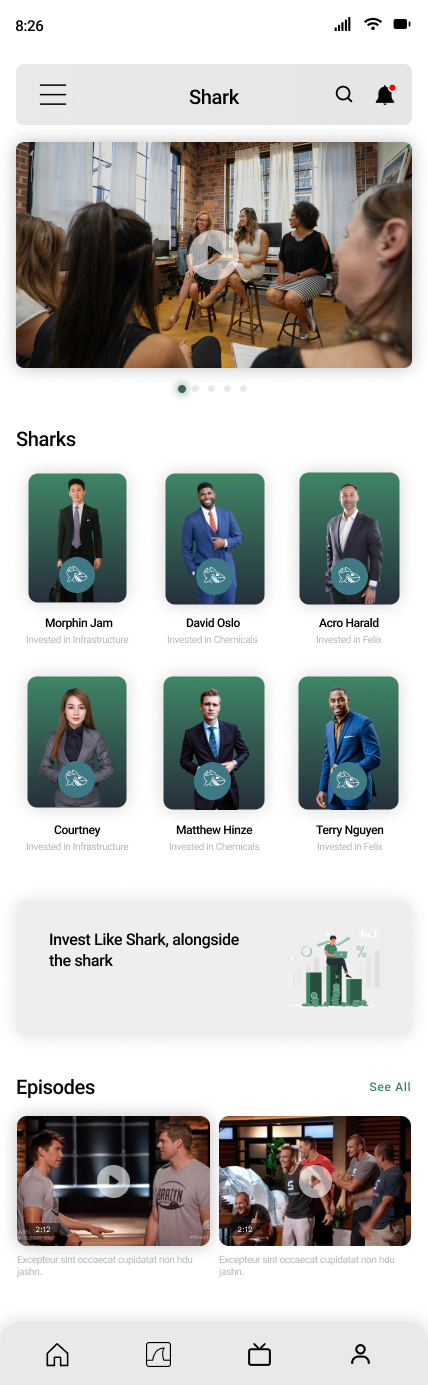 8:26
Shark
Sharks
Morphin Jam
David Oslo
Acro Harald
Invested in Infrastructure
Invested in Chemicals
Invested in Felix
Courtney
Matthew Hinze
Terry Nguyen
Invested in Infrastructure
Invested in Chemicals
Invested in Felix
Invest Like Shark, alongside
the shark
%
Episodes
See All
2:12
2:12
Excepteur sint occaecat cupidatat non hdu
jashn.
Excepteur sint occaecat cupidatat non hdu
jashn.